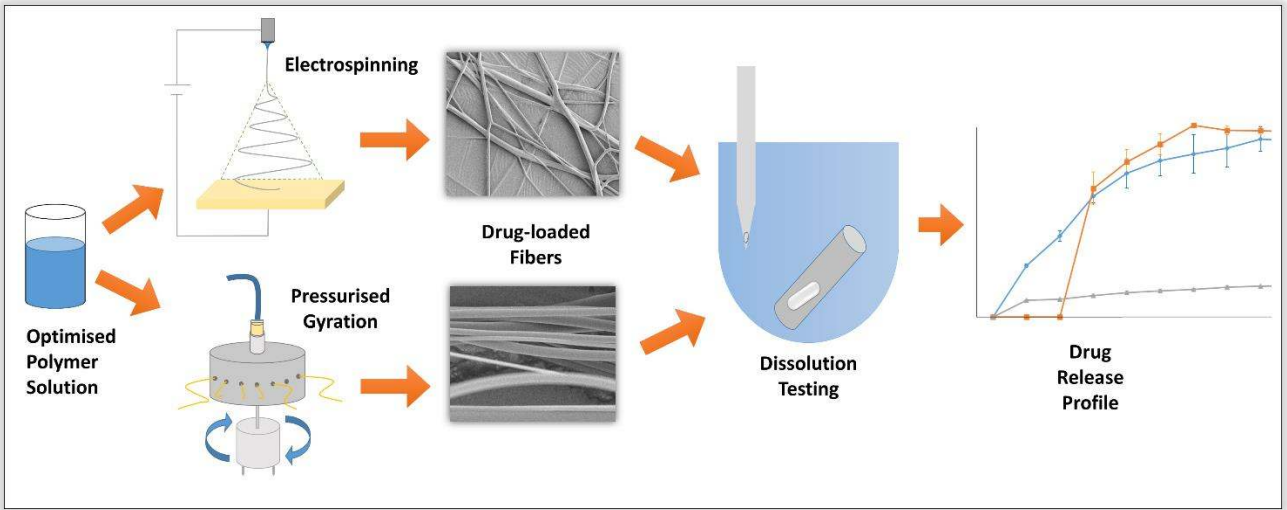 Electrospinning
Drug-loaded
Fibers
Pressurised
Gyration
Optimised
Polymer
Solution
Dissolution
Testing
Drug
Release
Profile